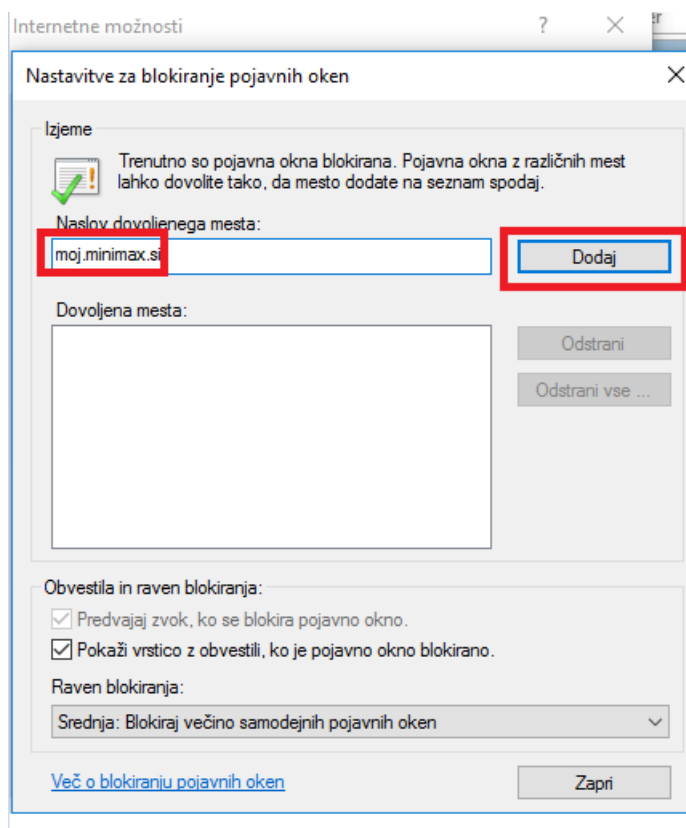 Internetne možnosti
Nastavitve za blokiranje pojavnih oken
Izjeme
Trenutno so pojavna okna blokirana. Pojavna okna z različnih mest
lahko dovolite tako, da mesto dodate na seznam spodaj.
Naslov dovoljenega mesta:
moj.minimax.si
Dodaj
Dovoljena mesta:
Odstrani
Odstrani vse ...
Obvestila in raven blokiranja:
Predvajaj zvok, ko se blokira pojavno okno.
Pokaži vrstico z obvestili, ko je pojavno okno blokirano.
Raven blokiranja:
Srednja: Blokiraj večino samodejnih pojavnih oken
Več o blokiranju pojavnih oken
Zapri